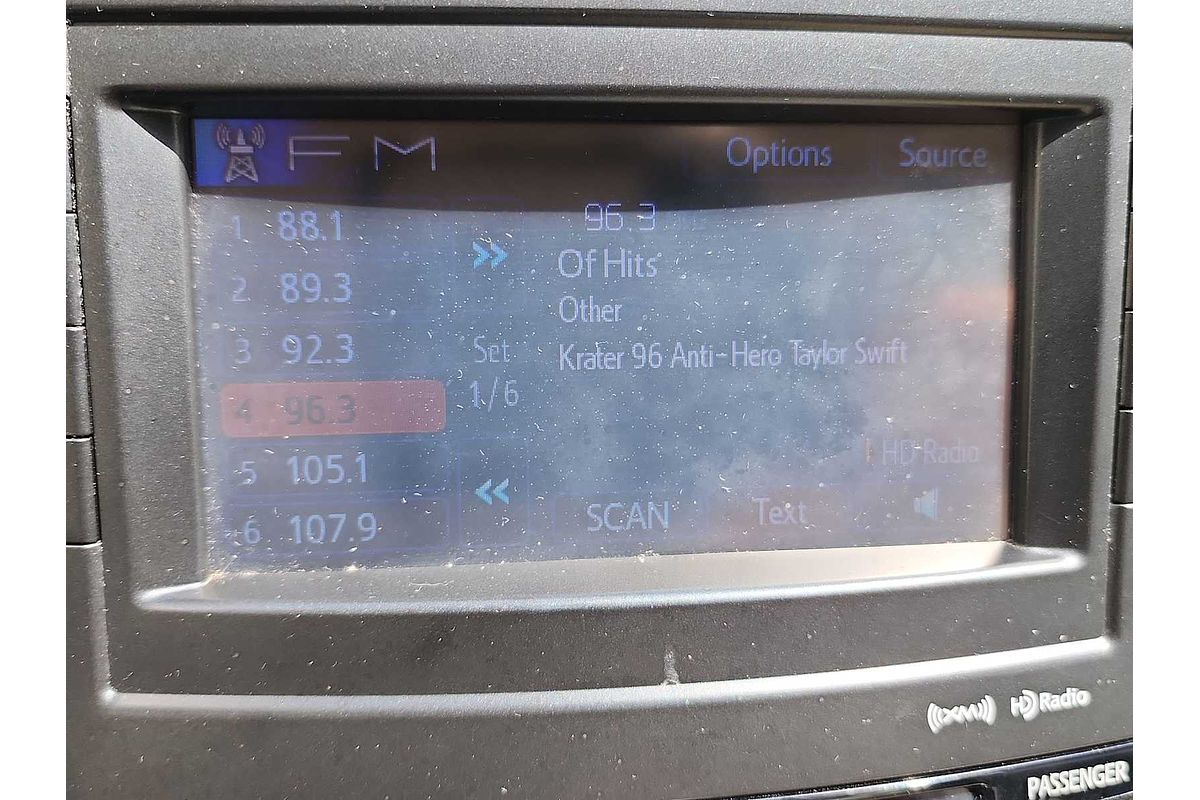 FM Options Source
1 88.1
2 89.3
3 92.3
4 96.3
5 105.1
6 107.9
>>
Set
1/6
<<
P
96.3
Of Hits
Other
Krater 96 Anti-Hero Taylor Swift
HD Radio
SCAN Text
((XM)) HD Radio
PASSENGER